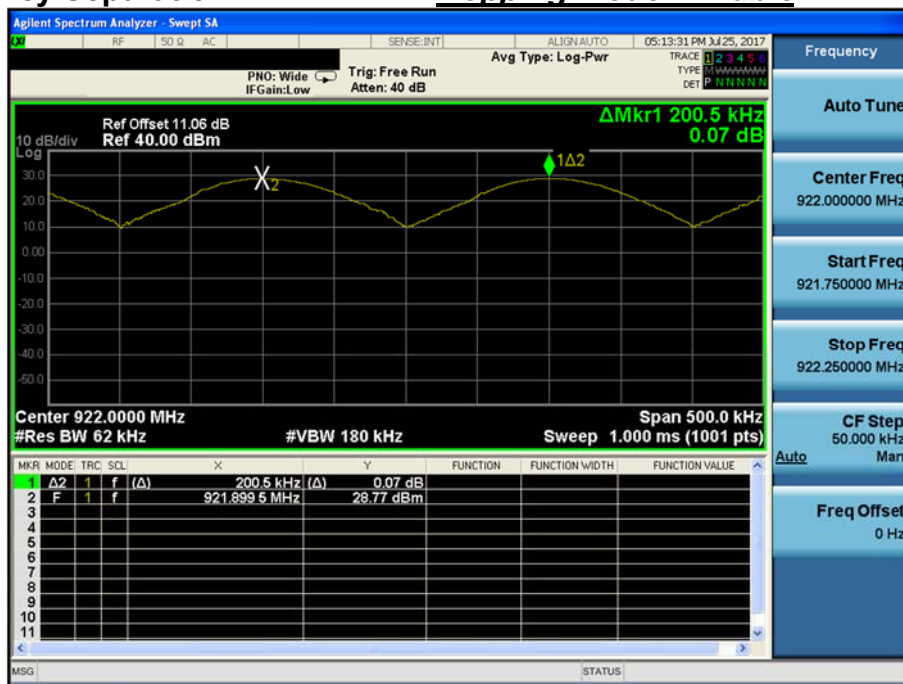 Agilent Spectrum Analyzer - Swept SA
RF 50 Ω AC SENSE:INT ALIGN AUTO 05:13:31 PM Jul 25, 2017
Avg Type: Log-Pwr
TRACE 1 2 3 4 5 6
TYPE M W W W W W
DET P N N N N N
PNO: Wide
IFGain:Low
Trig: Free Run
Atten: 40 dB
ΔMkr1 200.5 kHz
0.07 dB
Ref Offset 11.06 dB
10 dB/div Ref 40.00 dBm
Log
1Δ2
2
30.0
20.0
10.0
0.00
-10.0
-20.0
-30.0
-40.0
-50.0
Center 922.0000 MHz Span 500.0 kHz
#Res BW 62 kHz #VBW 180 kHz Sweep 1.000 ms (1001 pts)
MKR MODE TRC SCL X Y FUNCTION FUNCTION WIDTH FUNCTION VALUE
1 Δ2 1 f (Δ) 200.5 kHz (Δ) 0.07 dB
2 F 1 f 921.899 5 MHz 28.77 dBm
3
4
5
6
7
8
9
10
11
MSG STATUS
Frequency
Auto Tune
Center Freq
922.000000 MHz
Start Freq
921.750000 MHz
Stop Freq
922.250000 MHz
CF Step
50.000 kHz
Auto Man
Freq Offset
0 Hz